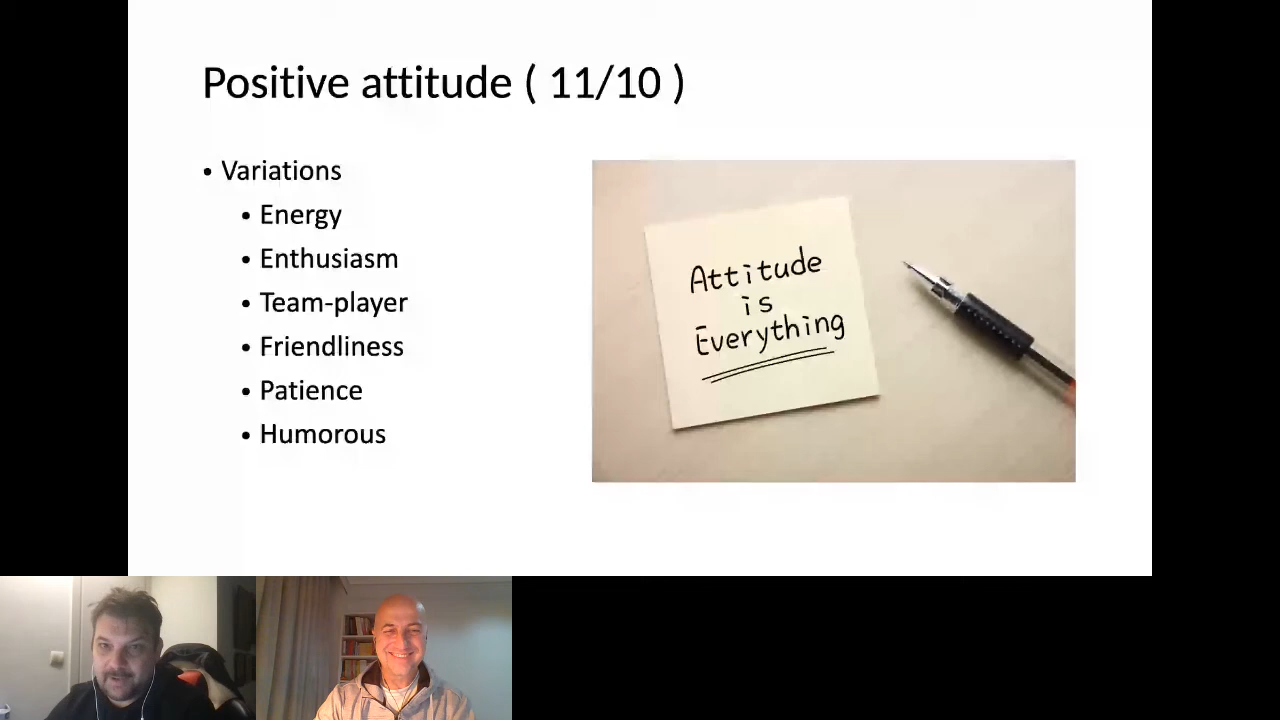 Positive attitude ( 11/10 )
• Variations
• Energy
• Enthusiasm
• Team-player
• Friendliness
• Patience
• Humorous
Attitude
is
Everything